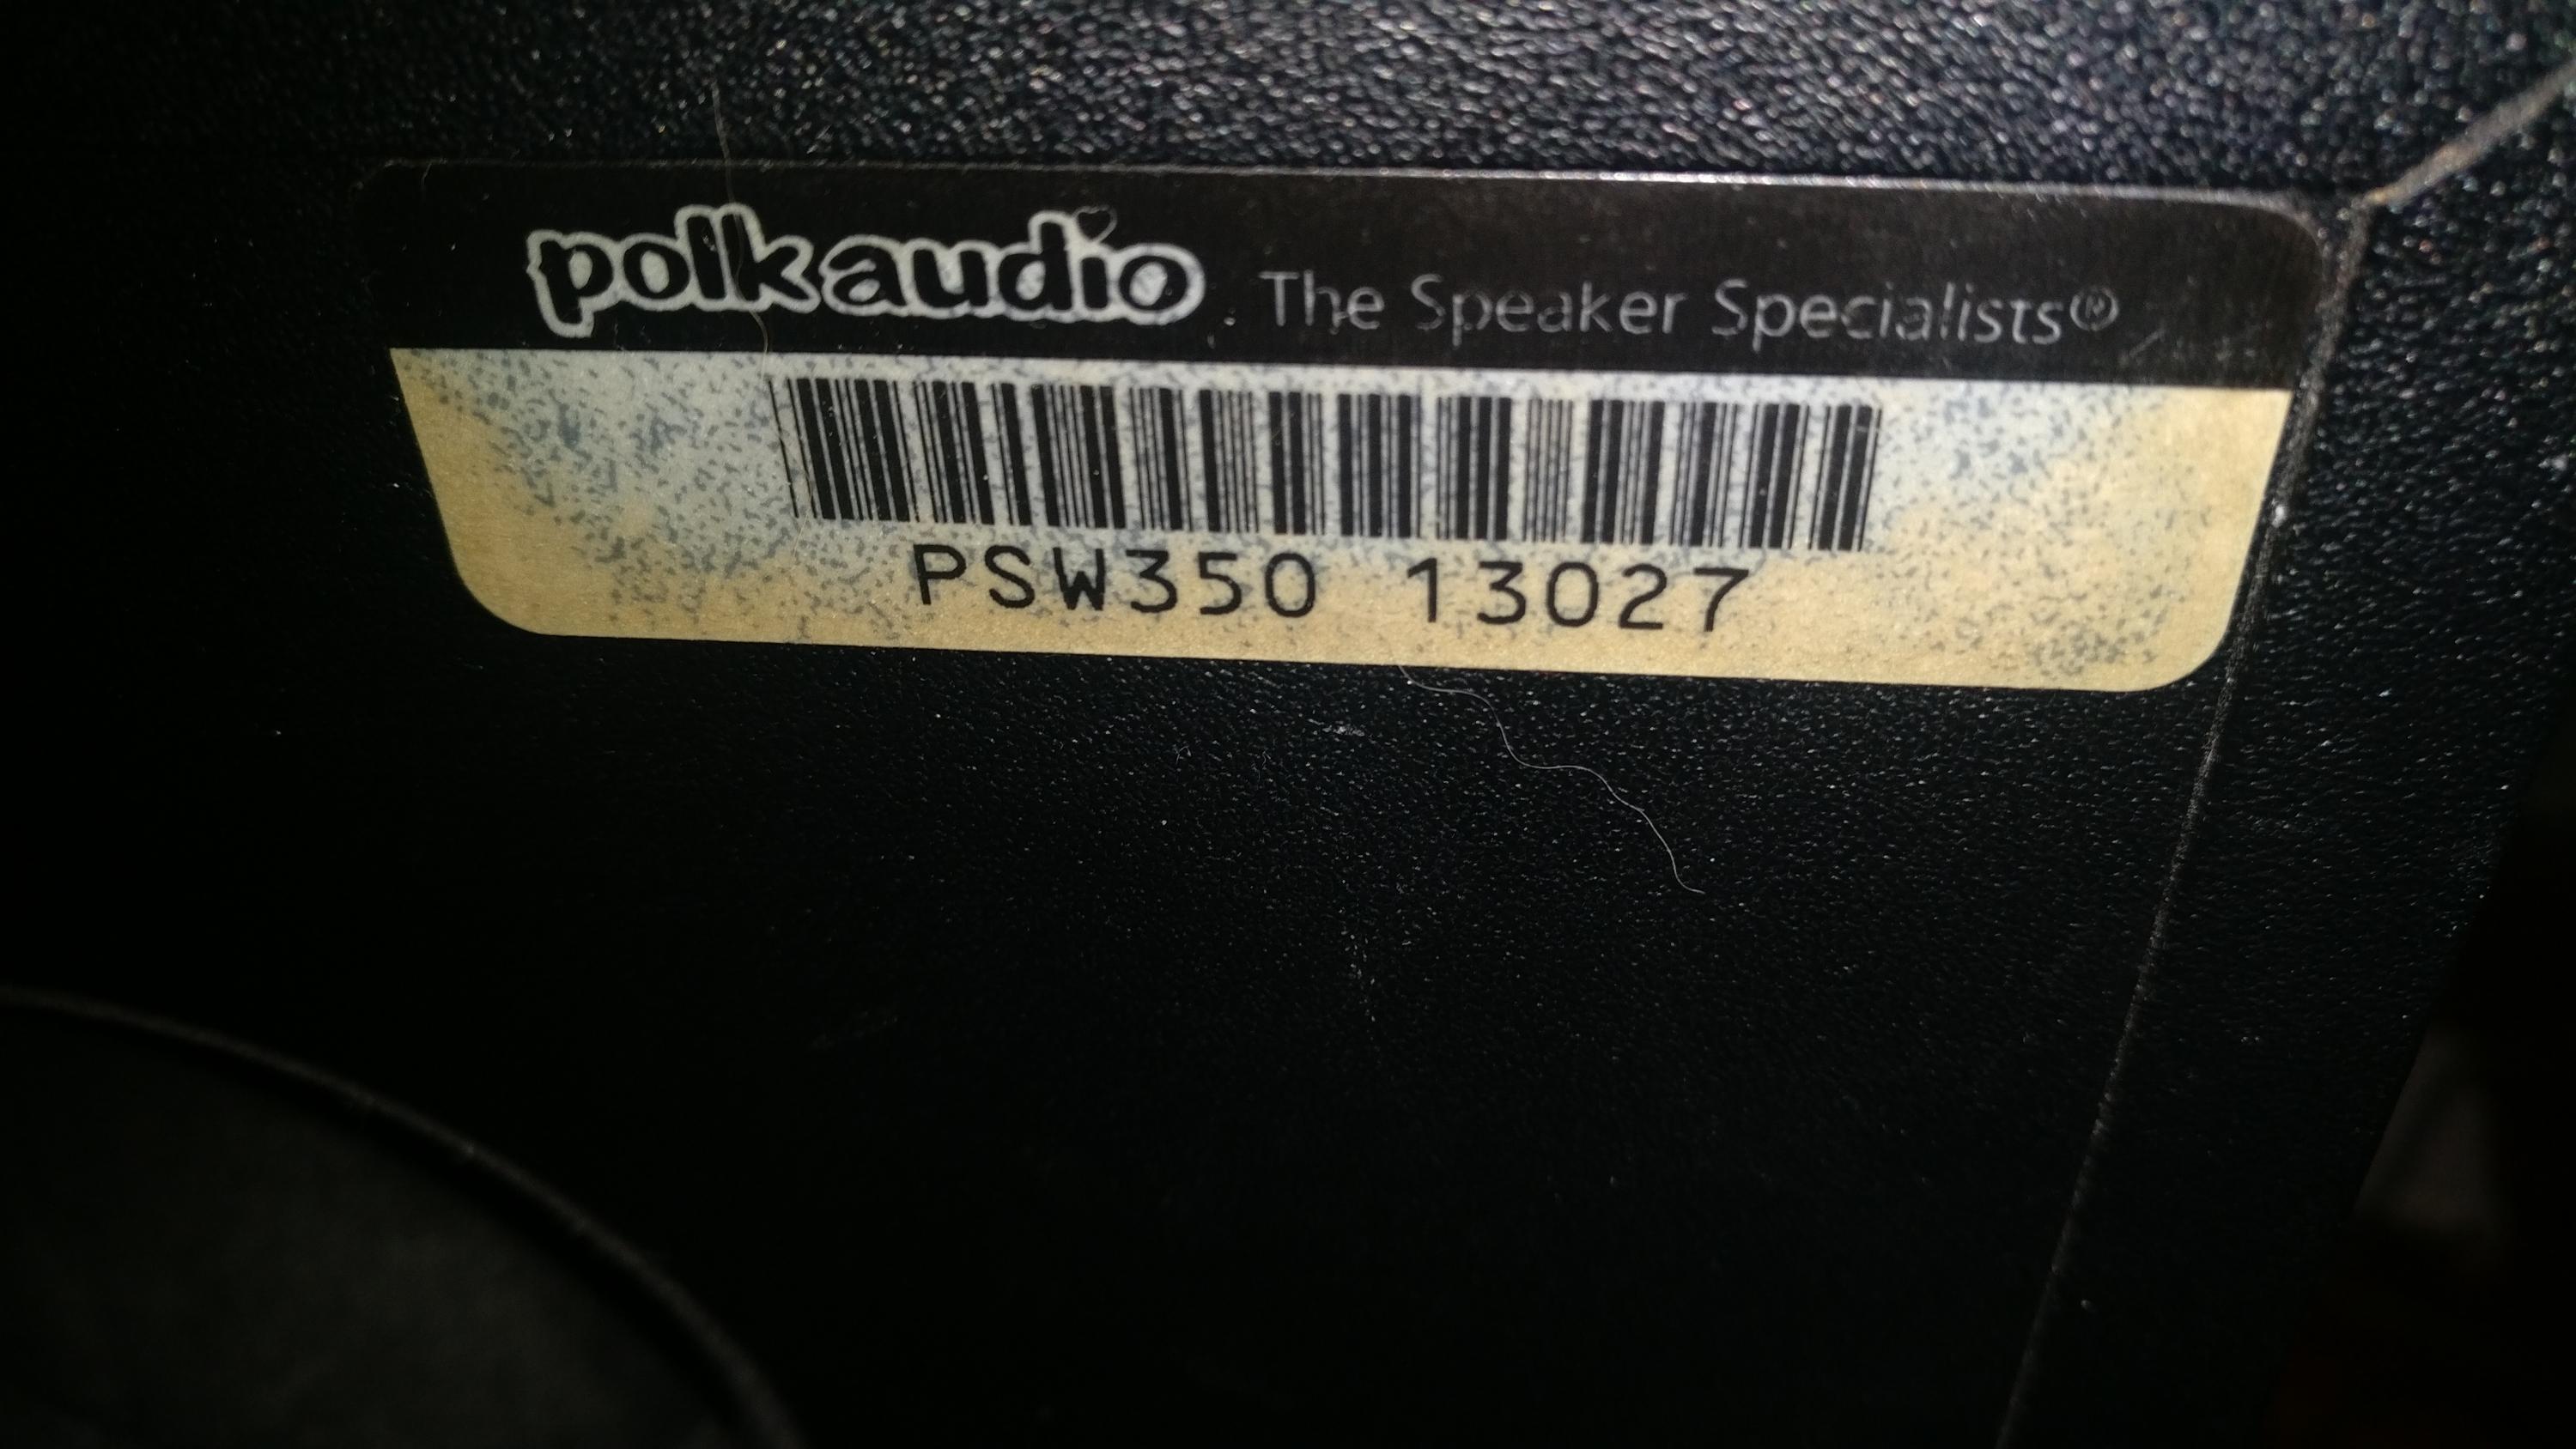 polkaudio The Speaker Specialists®
PSW350 13027